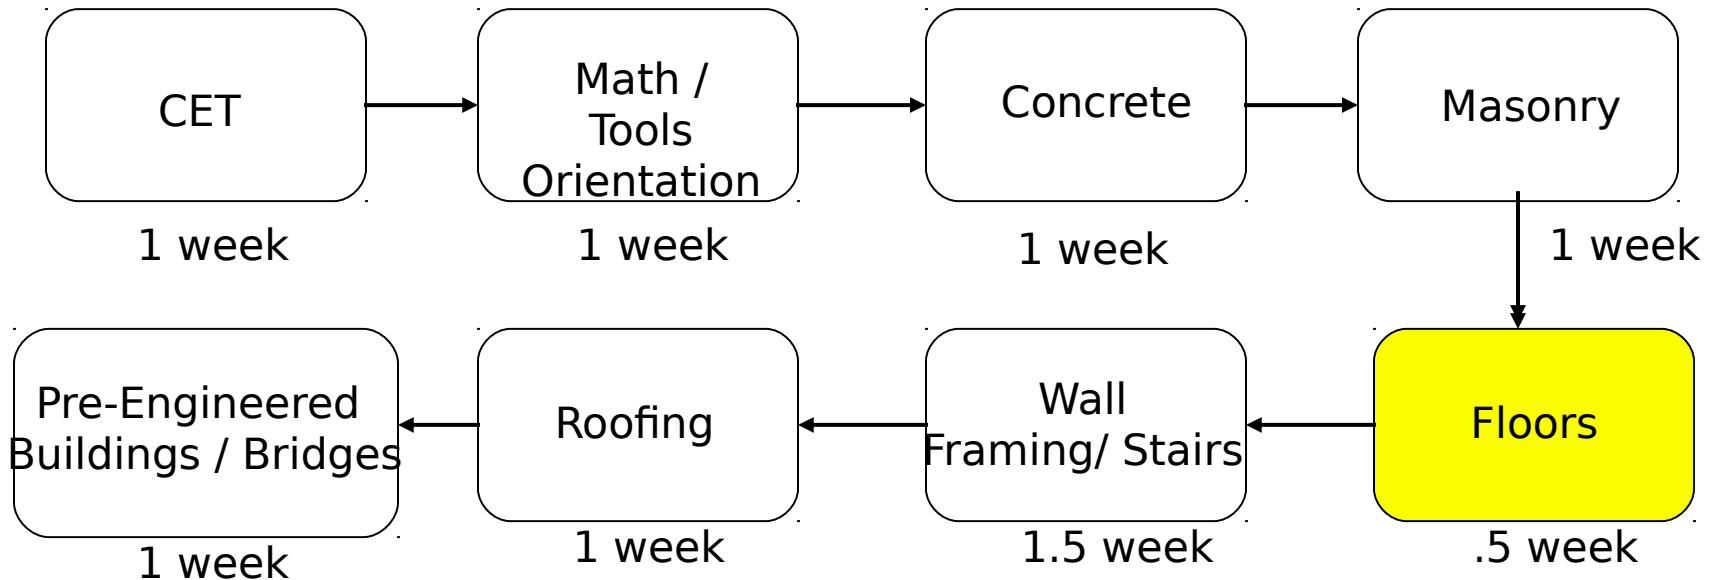 CET
1 week
Math /
Tools
Orientation
1 week
Concrete
1 week
Masonry
1 week
Floors
.5 week
Wall
Framing/ Stairs
1.5 week
Roofing
1 week
Pre-Engineered
Buildings / Bridges
1 week